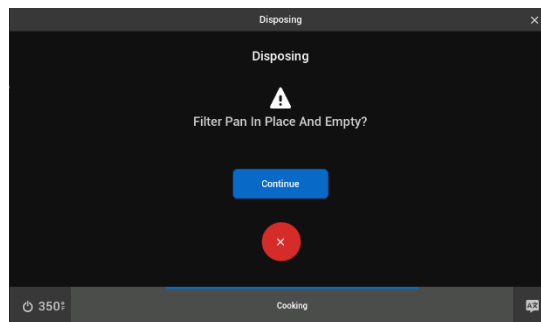 Disposing
Disposing
Filter Pan In Place And Empty?
Continue
350°
Cooking